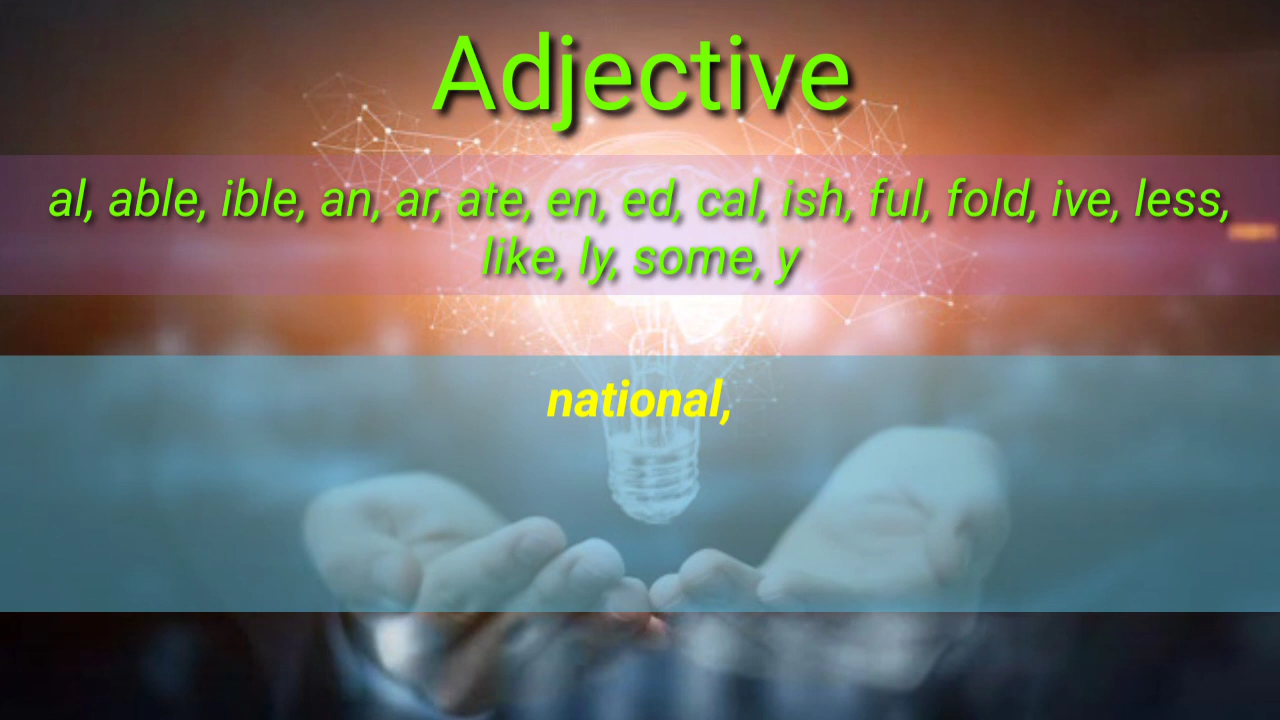 Adjective
al, able, ible, an, ar, ate, en, ed, cal, ish, ful, fold, ive, less,
like, ly, some, y
national,